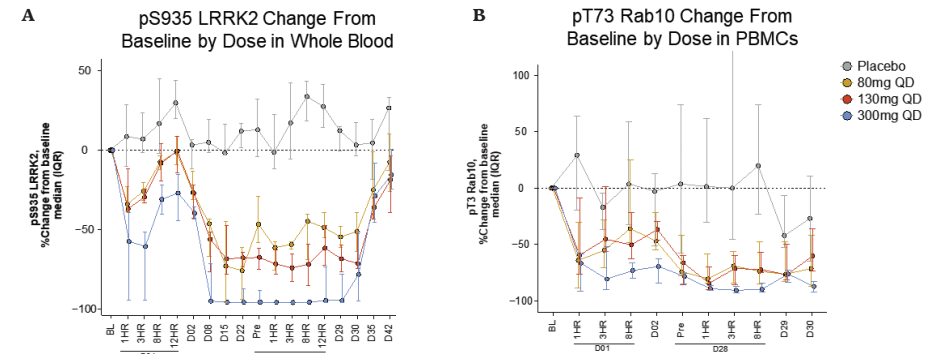 A
pS935 LRRK2 Change From
Baseline by Dose in Whole Blood
pS935 LRRK2,
%Change from baseline
median (IQR)
50
0
−50
−100
BL
1HR
3HR
8HR
12HR
D02
D08
D15
D22
Pre
1HR
3HR
8HR
12HR
D29
D30
D35
D42
B
pT73 Rab10 Change From
Baseline by Dose in PBMCs
pT3 Rab10,
%Change from baseline
median (IQR)
100
50
0
−50
−100
BL
1HR
3HR
8HR
D02
Pre
1HR
3HR
8HR
D29
D30
D01
D28
Placebo
80mg QD
130mg QD
300mg QD